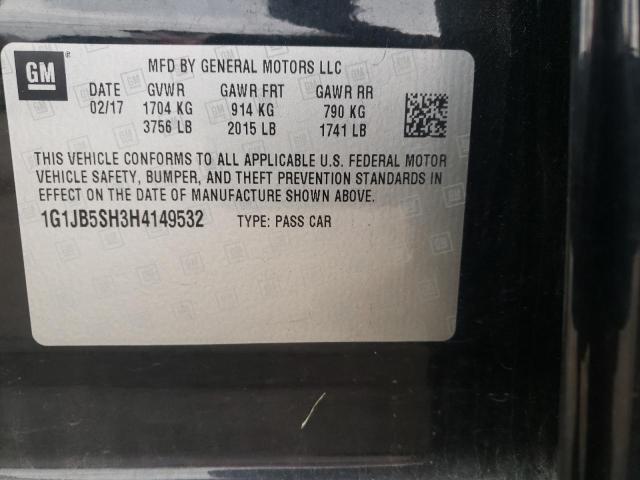 GM
MFD BY GENERAL MOTORS LLC
DATE GVWR GAWR FRT GAWR RR
02/17 1704 KG 914 KG 790 KG
3756 LB 2015 LB 1741 LB
THIS VEHICLE CONFORMS TO ALL APPLICABLE U.S. FEDERAL MOTOR
VEHICLE SAFETY, BUMPER, AND THEFT PREVENTION STANDARDS IN
EFFECT ON THE DATE OF MANUFACTURE SHOWN ABOVE.
1G1JB5SH3H4149532 TYPE: PASS CAR